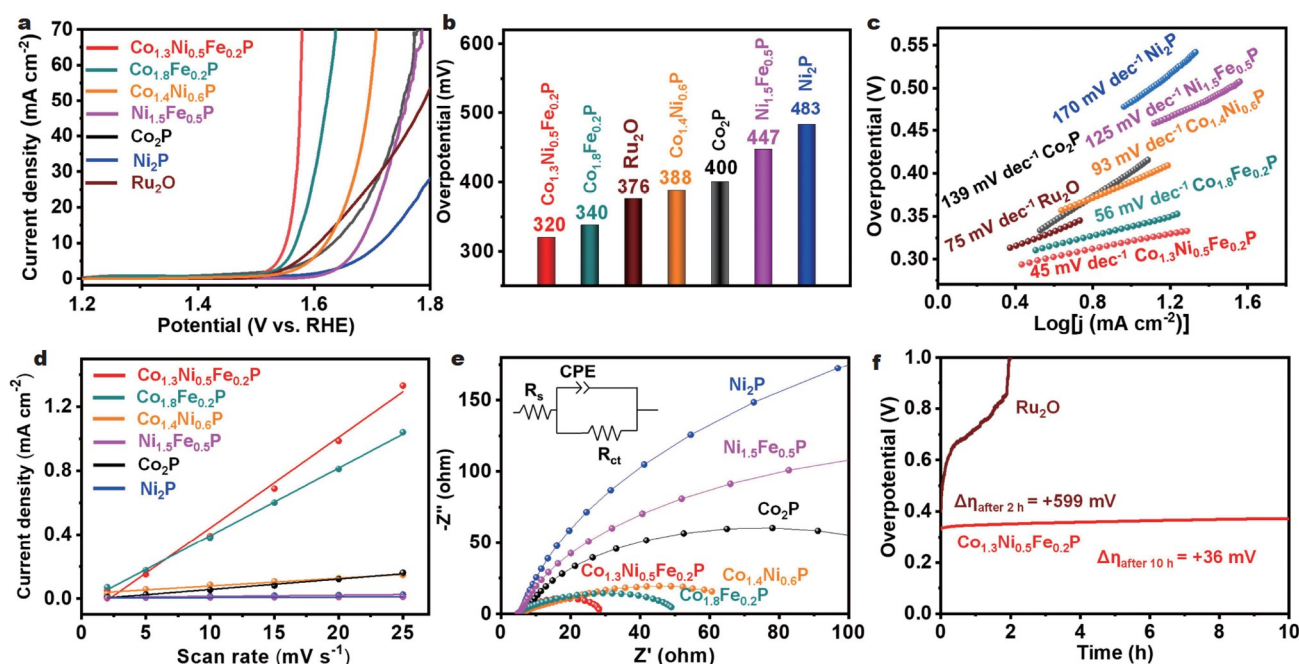 a
Current density (mA cm⁻²)
70
60
50
40
30
20
10
0
Co₁.₃Ni₀.₅Fe₀.₂P
Co₁.₈Fe₀.₂P
Co₁.₄Ni₀.₆P
Ni₁.₅Fe₀.₅P
Co₂P
Ni₂P
Ru₂O
1.2 1.4 1.6 1.8
Potential (V vs. RHE)
b
Overpotential (mV)
600
500
400
300
Co₁.₃Ni₀.₅Fe₀.₂P
320
Co₁.₈Fe₀.₂P
340
Ru₂O
376
Co₁.₄Ni₀.₆P
388
Co₂P
400
Ni₁.₅Fe₀.₅P
447
Ni₂P
483
c
Overpotential (V)
0.55
0.50
0.45
0.40
0.35
0.30
170 mV dec⁻¹ Ni₂P
125 mV dec⁻¹ Ni₁.₅Fe₀.₅P
139 mV dec⁻¹ Co₂P
93 mV dec⁻¹ Co₁.₄Ni₀.₆P
75 mV dec⁻¹ Ru₂O
56 mV dec⁻¹ Co₁.₈Fe₀.₂P
45 mV dec⁻¹ Co₁.₃Ni₀.₅Fe₀.₂P
0.0 0.4 0.8 1.2 1.6
Log[j (mA cm⁻²)]
d
Current density (mA cm⁻²)
1.2
0.8
0.4
0.0
Co₁.₃Ni₀.₅Fe₀.₂P
Co₁.₈Fe₀.₂P
Co₁.₄Ni₀.₆P
Ni₁.₅Fe₀.₅P
Co₂P
Ni₂P
5 10 15 20 25
Scan rate (mV s⁻¹)
e
-Z'' (ohm)
175
150
125
100
75
50
25
0
Rₛ
CPE
R꜀ₜ
Ni₂P
Ni₁.₅Fe₀.₅P
Co₂P
Co₁.₃Ni₀.₅Fe₀.₂P
Co₁.₄Ni₀.₆P
Co₁.₈Fe₀.₂P
0 20 40 60 80 100
Z' (ohm)
f
Overpotential (V)
1.0
0.8
0.6
0.4
0.2
0.0
Ru₂O
Δηafter 2 h = +599 mV
Co₁.₃Ni₀.₅Fe₀.₂P
Δηafter 10 h = +36 mV
0 2 4 6 8 10
Time (h)